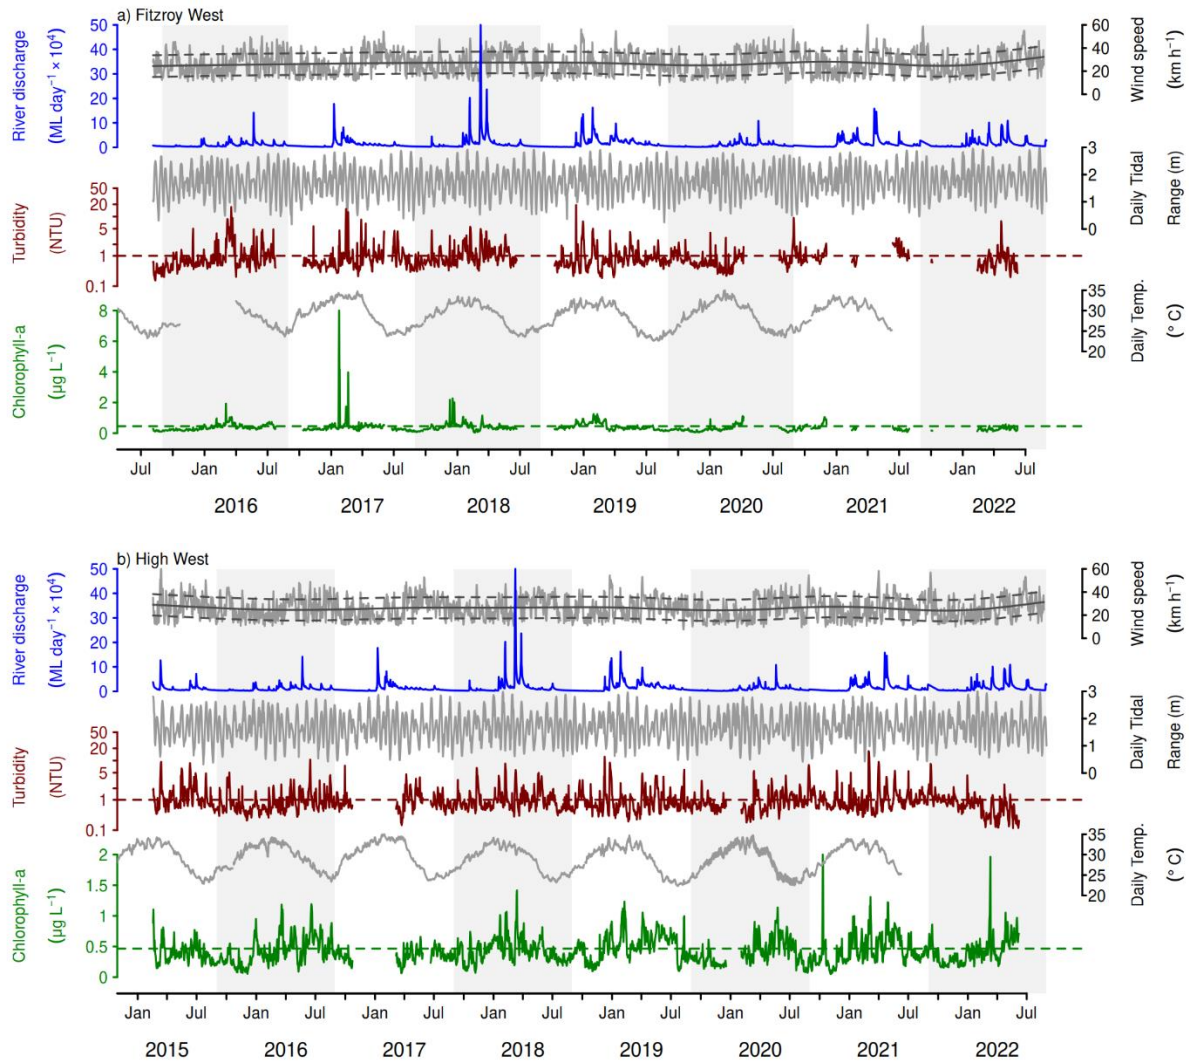 a) Fitzroy West
River discharge
(ML day⁻¹ × 10⁴)
50
40
30
20
10
0
60
40
20
0
Wind speed
(km h⁻¹)
3
2
1
0
Daily Tidal
Range (m)
Turbidity
(NTU)
50
20
5
1
0.1
35
30
25
20
Daily Temp.
(° C)
Chlorophyll-a
(µg L⁻¹)
8
6
4
2
0
Jul Jan Jul Jan Jul Jan Jul Jan Jul Jan Jul Jan Jul Jan Jul
2016 2017 2018 2019 2020 2021 2022
b) High West
River discharge
(ML day⁻¹ × 10⁴)
50
40
30
20
10
0
60
40
20
0
Wind speed
(km h⁻¹)
3
2
1
0
Daily Tidal
Range (m)
Turbidity
(NTU)
50
20
5
1
0.1
35
30
25
20
Daily Temp.
(° C)
Chlorophyll-a
(µg L⁻¹)
2
1.5
1
0.5
0
Jan Jul Jan Jul Jan Jul Jan Jul Jan Jul Jan Jul Jan Jul Jan Jul
2015 2016 2017 2018 2019 2020 2021 2022